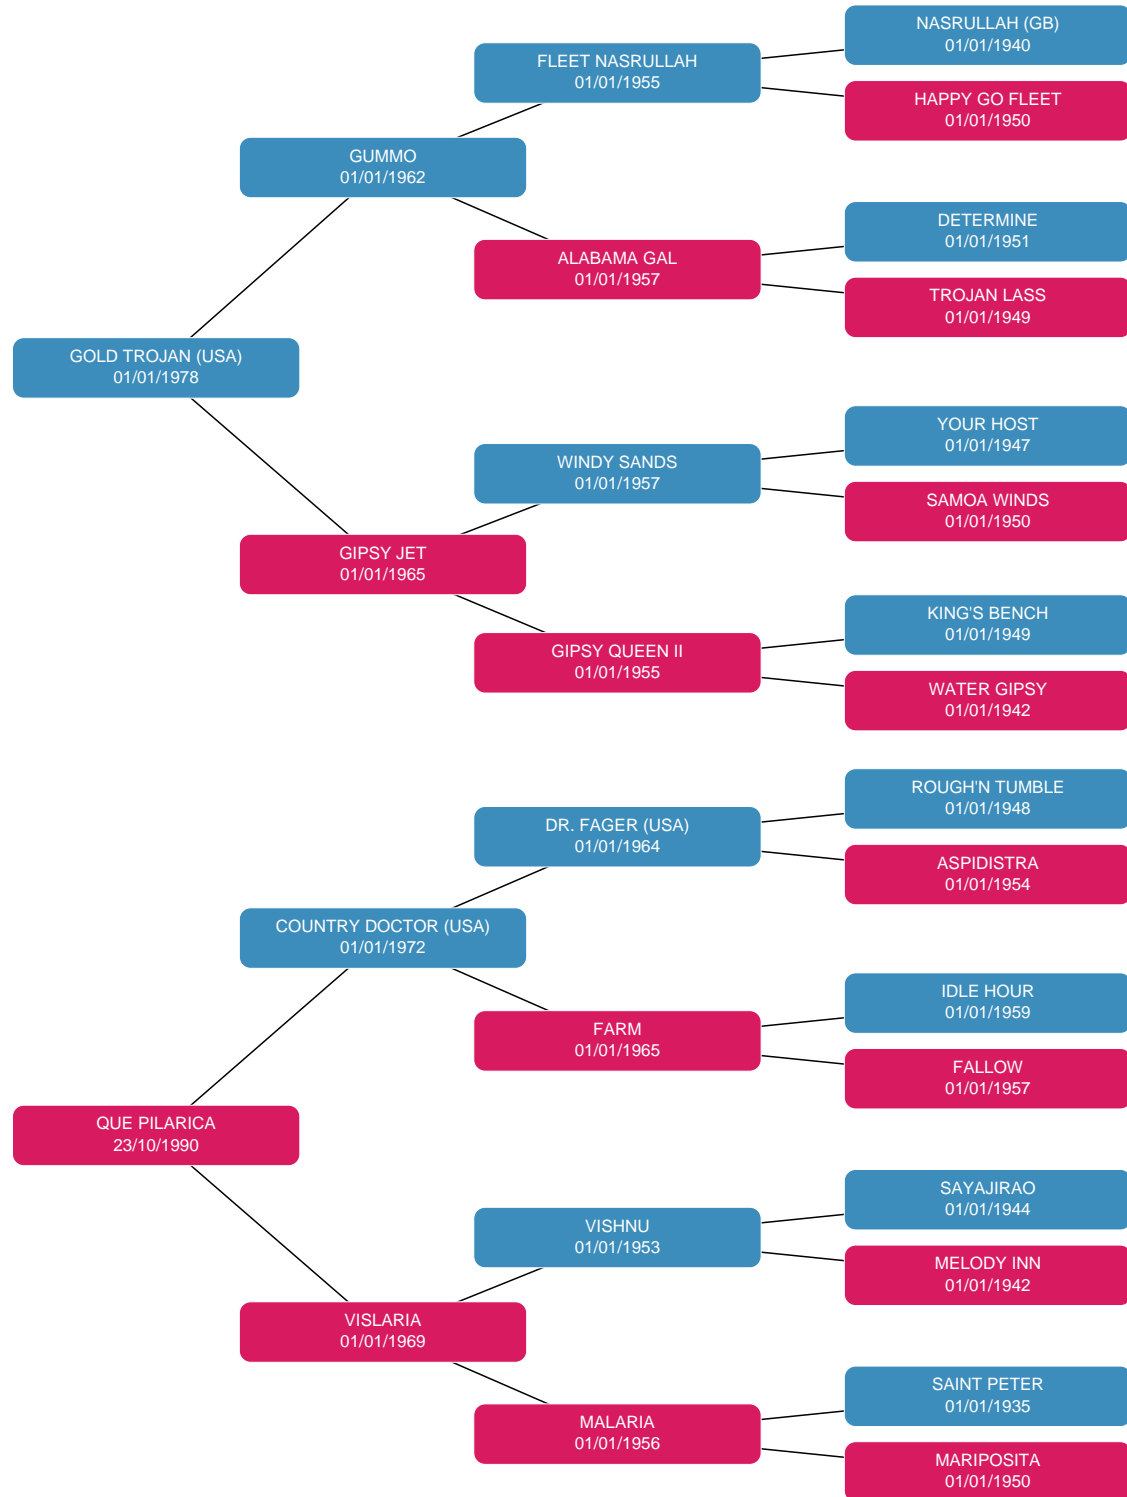 NASRULLAH (GB)
01/01/1940
FLEET NASRULLAH
01/01/1955
HAPPY GO FLEET
01/01/1950
GUMMO
01/01/1962
DETERMINE
01/01/1951
ALABAMA GAL
01/01/1957
TROJAN LASS
01/01/1949
GOLD TROJAN (USA)
01/01/1978
YOUR HOST
01/01/1947
WINDY SANDS
01/01/1957
SAMOA WINDS
01/01/1950
GIPSY JET
01/01/1965
KING'S BENCH
01/01/1949
GIPSY QUEEN II
01/01/1955
WATER GIPSY
01/01/1942
ROUGH'N TUMBLE
01/01/1948
DR. FAGER (USA)
01/01/1964
ASPIDISTRA
01/01/1954
COUNTRY DOCTOR (USA)
01/01/1972
IDLE HOUR
01/01/1959
FARM
01/01/1965
FALLOW
01/01/1957
QUE PILARICA
23/10/1990
SAYAJIRAO
01/01/1944
VISHNU
01/01/1953
MELODY INN
01/01/1942
VISLARIA
01/01/1969
SAINT PETER
01/01/1935
MALARIA
01/01/1956
MARIPOSITA
01/01/1950